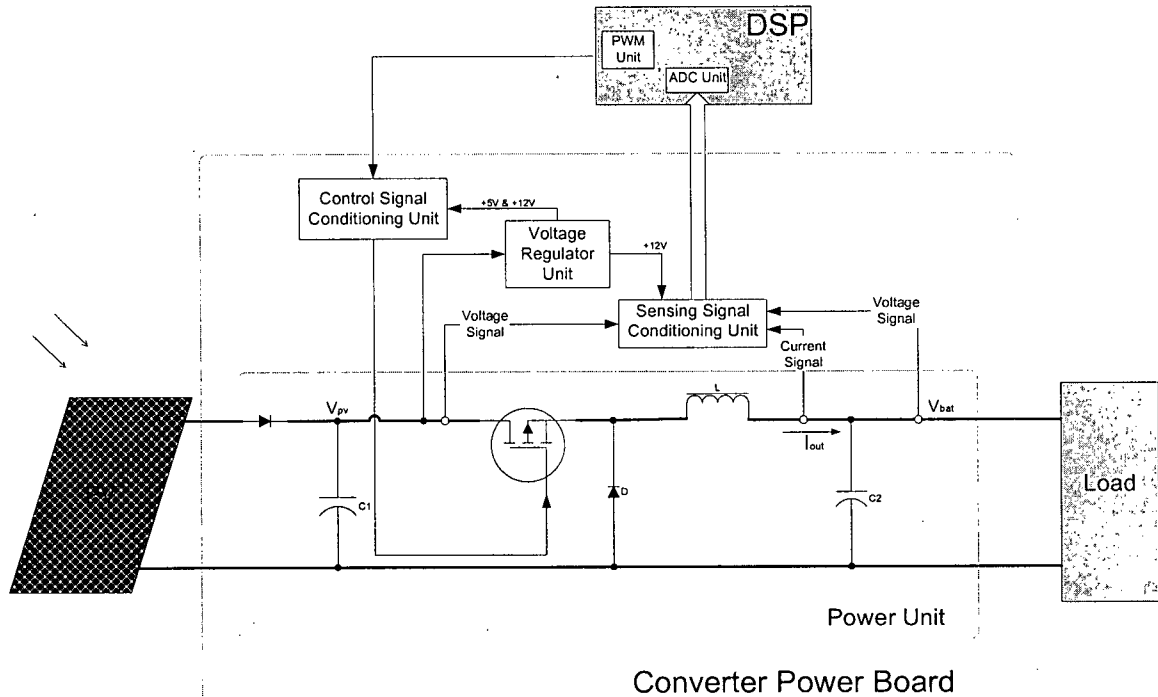 DSP
PWM
Unit
ADC Unit
Control Signal
Conditioning Unit
+5V & +12V
Voltage
Regulator
Unit
+12V
Voltage
Signal
Sensing Signal
Conditioning Unit
Voltage
Signal
Current
Signal
L
Vpv
Vbat
Iout
C1
D
C2
Load
Power Unit
Converter Power Board